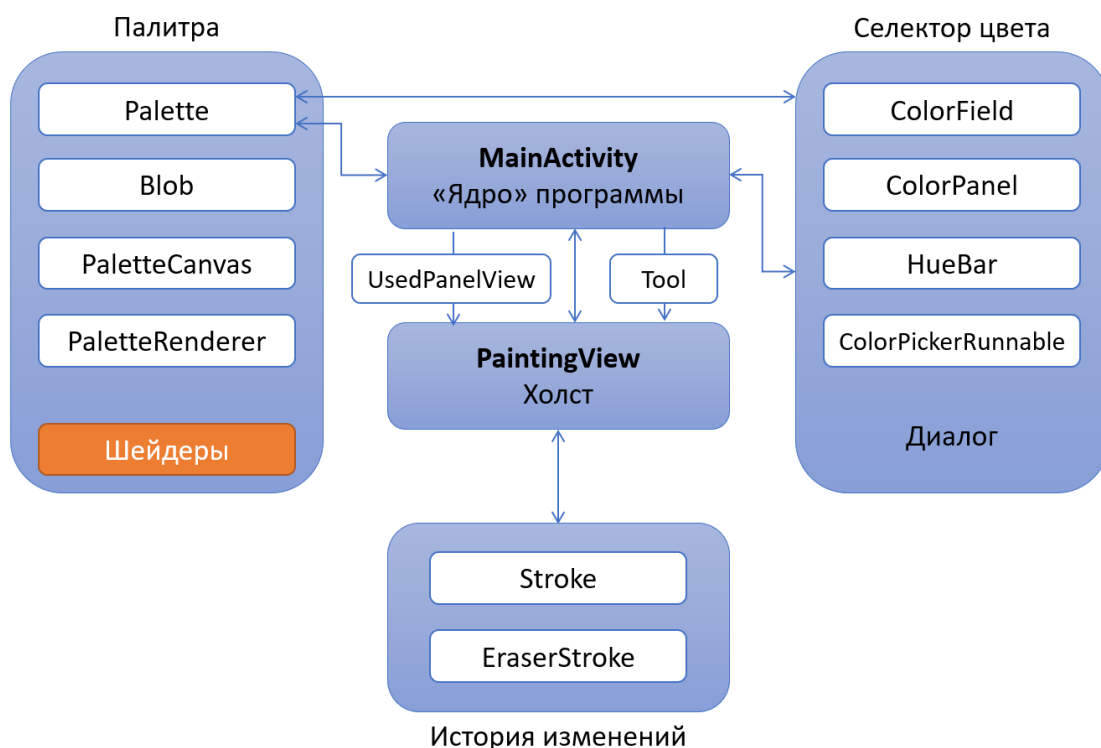 Палитра
Palette
Blob
PaletteCanvas
PaletteRenderer
Шейдеры
MainActivity
«Ядро» программы
UsedPanelView
Tool
PaintingView
Холст
Stroke
EraserStroke
История изменений
Селектор цвета
ColorField
ColorPanel
HueBar
ColorPickerRunnable
Диалог